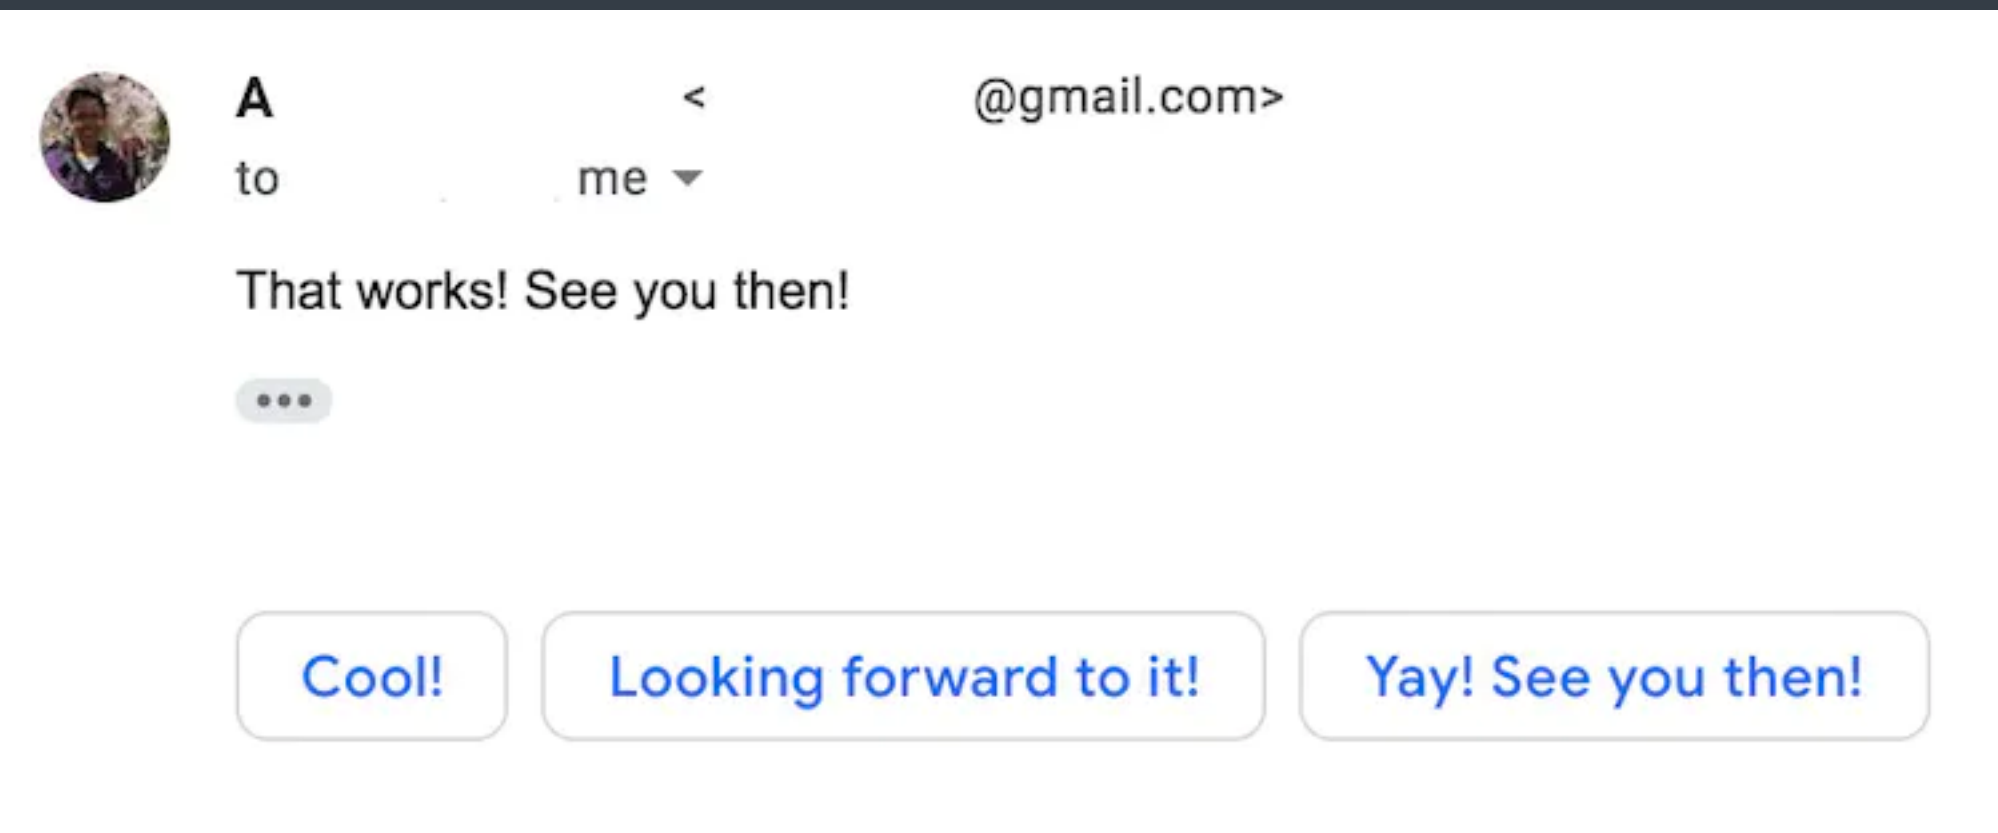 A < @gmail.com>
to me
That works! See you then!
Cool! Looking forward to it! Yay! See you then!